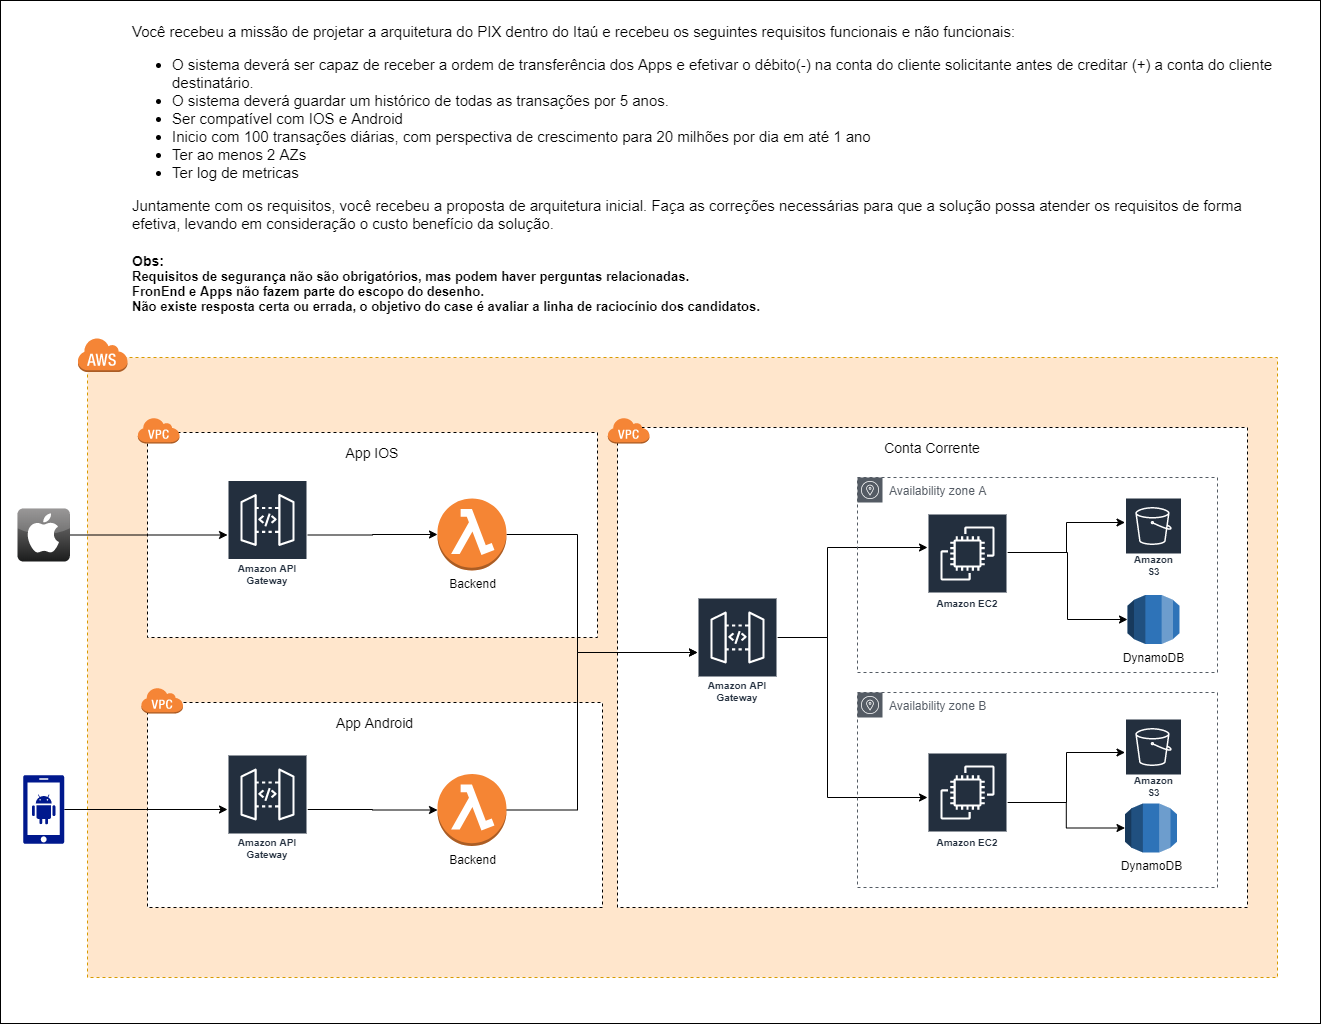 Você recebeu a missão de projetar a arquitetura do PIX dentro do Itaú e recebeu os seguintes requisitos funcionais e não funcionais:
O sistema deverá ser capaz de receber a ordem de transferência dos Apps e efetivar o débito(-) na conta do cliente solicitante antes de creditar (+) a conta do cliente
destinatário.
O sistema deverá guardar um histórico de todas as transações por 5 anos.
Ser compatível com IOS e Android
Inicio com 100 transações diárias, com perspectiva de crescimento para 20 milhões por dia em até 1 ano
Ter ao menos 2 AZs
Ter log de metricas
Juntamente com os requisitos, você recebeu a proposta de arquitetura inicial. Faça as correções necessárias para que a solução possa atender os requisitos de forma
efetiva, levando em consideração o custo benefício da solução.
Obs:
Requisitos de segurança não são obrigatórios, mas podem haver perguntas relacionadas.
FronEnd e Apps não fazem parte do escopo do desenho.
Não existe resposta certa ou errada, o objetivo do case é avaliar a linha de raciocínio dos candidatos.
AWS
VPC
App IOS
Amazon API
Gateway
Backend
VPC
App Android
Amazon API
Gateway
Backend
VPC
Conta Corrente
Amazon API
Gateway
Availability zone A
Amazon EC2
Amazon
S3
DynamoDB
Availability zone B
Amazon EC2
Amazon
S3
DynamoDB